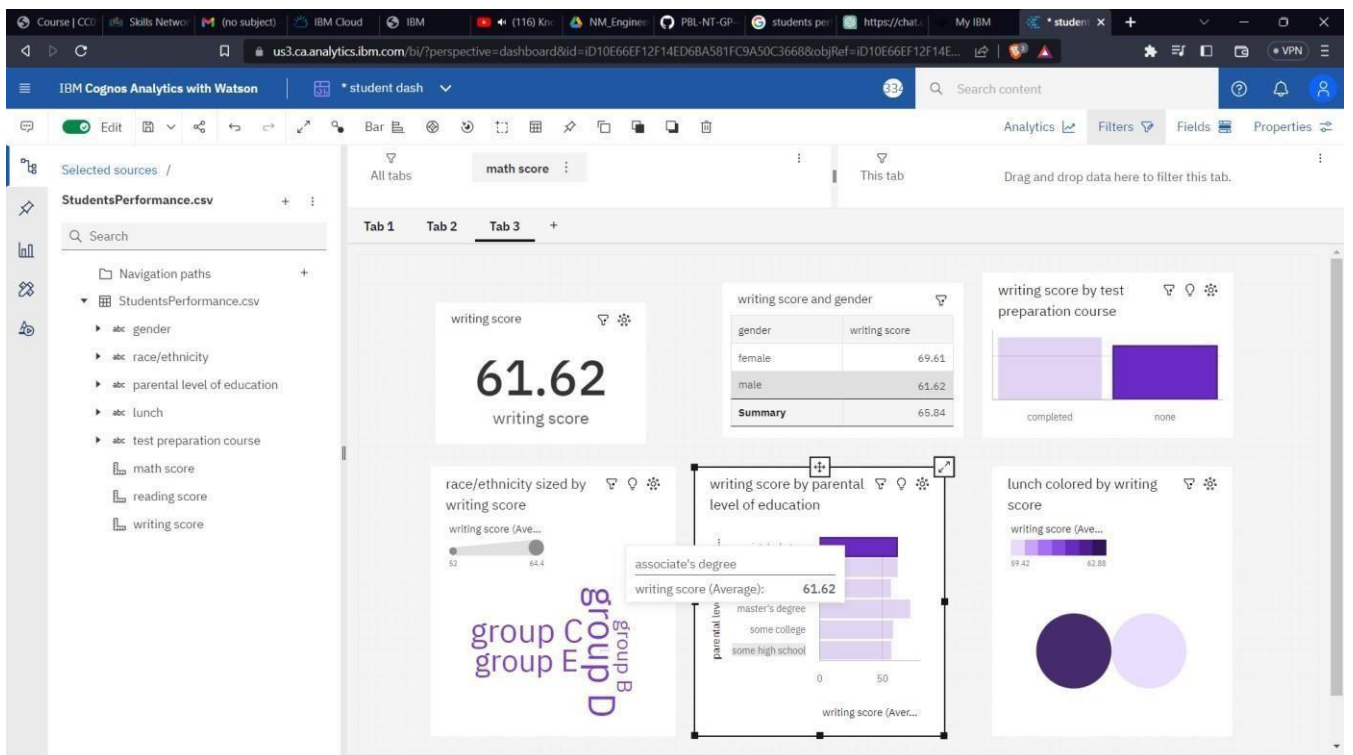 Course | CCO
Skills Networ
(no subject)
IBM Cloud
IBM
(116) Kno
NM_Enginee
PBL-NT-GP-
students per
https://chat.
My IBM
* student
us3.ca.analytics.ibm.com/bi/?perspective=dashboard&id=iD10E66EF12F14ED6BA581FC9A50C3668&objRef=iD10E66EF12F14E...
VPN
IBM Cognos Analytics with Watson
* student dash
334
Search content
Edit
Bar
Analytics
Filters
Fields
Properties
Selected sources /
StudentsPerformance.csv
Search
Navigation paths
StudentsPerformance.csv
abc gender
abc race/ethnicity
abc parental level of education
abc lunch
abc test preparation course
math score
reading score
writing score
All tabs
math score
This tab
Drag and drop data here to filter this tab.
Tab 1
Tab 2
Tab 3
writing score
61.62
writing score
writing score and gender
gender writing score
female 69.61
male 61.62
Summary 65.84
writing score by test
preparation course
completed none
race/ethnicity sized by
writing score
writing score (Ave...
52 64.4
group C
group E
group D
group B
writing score by parental
level of education
associate's degree
writing score (Average): 61.62
parental leve
master's degree
some college
some high school
0 50
writing score (Aver...
lunch colored by writing
score
writing score (Ave...
59.42 62.88